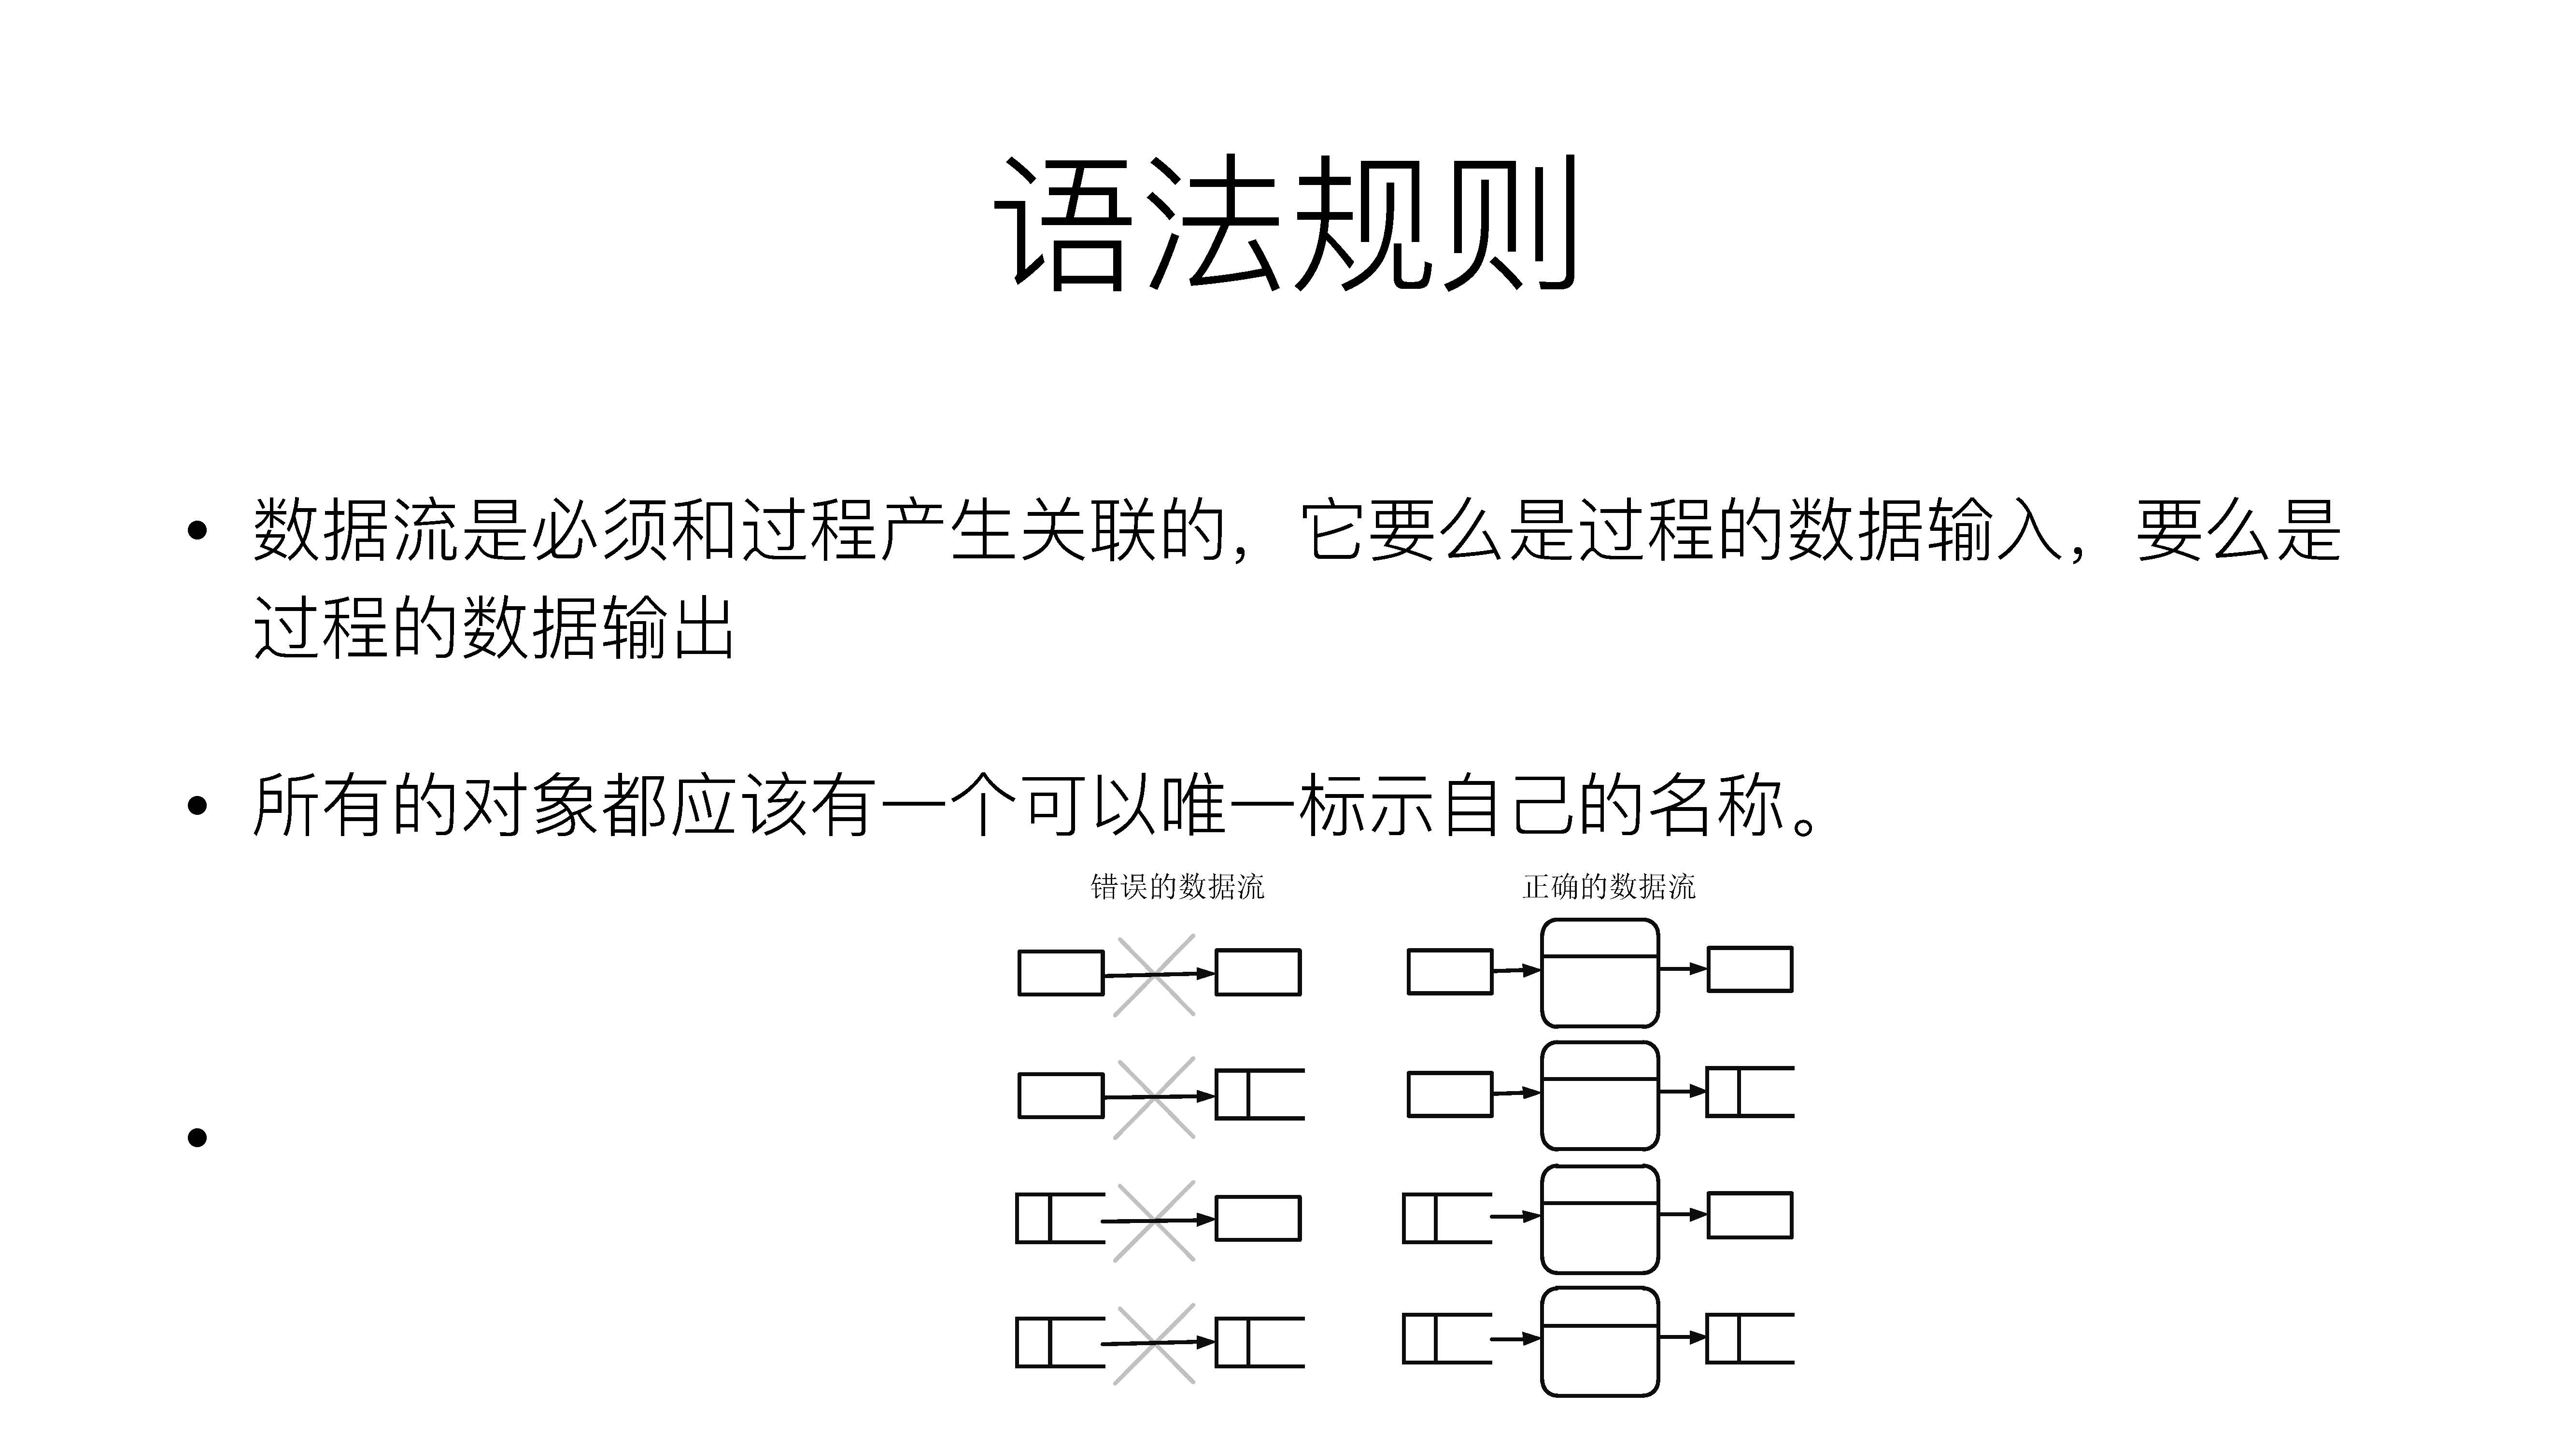 语法规则
• 数据流是必须和过程产生关联的，它要么是过程的数据输入，要么是
过程的数据输出
• 所有的对象都应该有一个可以唯一标示自己的名称。
错误的数据流
正确的数据流
•